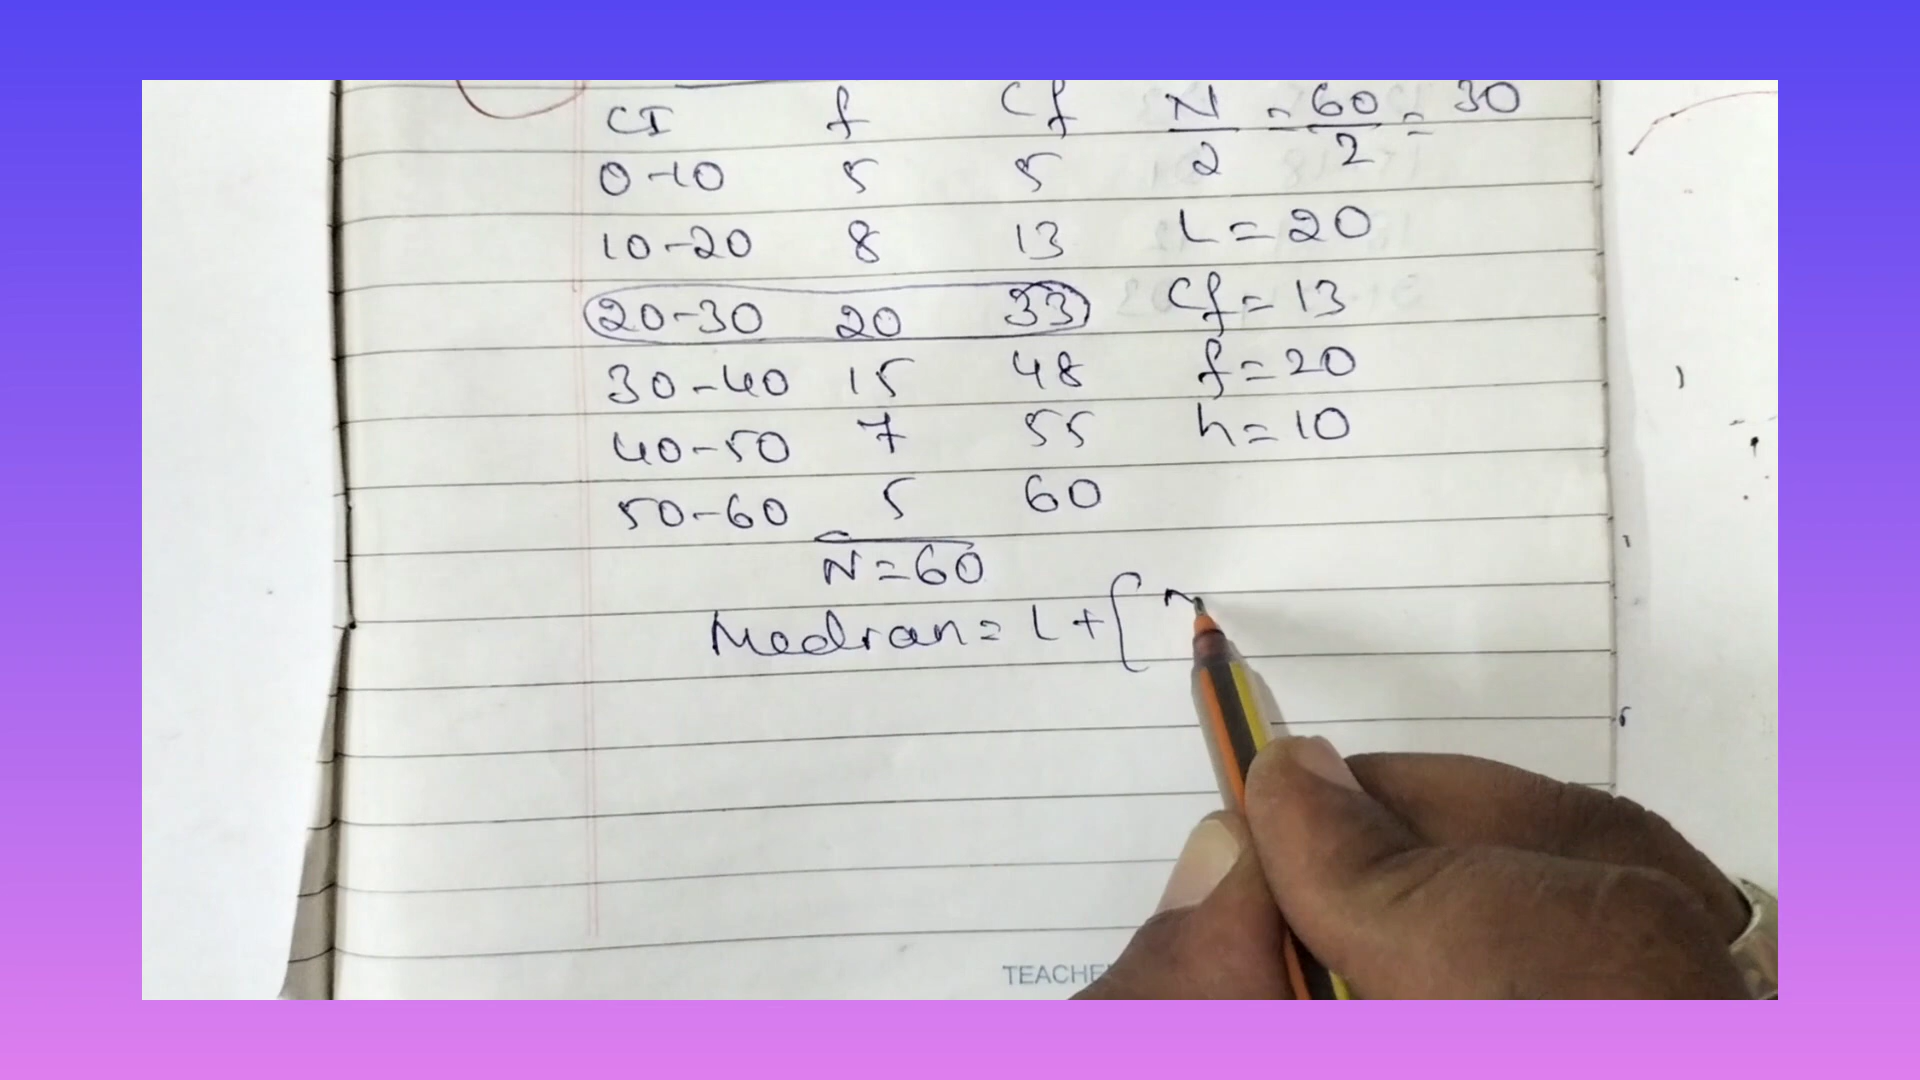 CI f Cf N/2 = 60/2 = 30
0-10 5 5
10-20 8 13 L = 20
20-30 20 33 Cf = 13
30-40 15 48 f = 20
40-50 7 55 h = 10
50-60 5 60
N = 60
Median = L + [